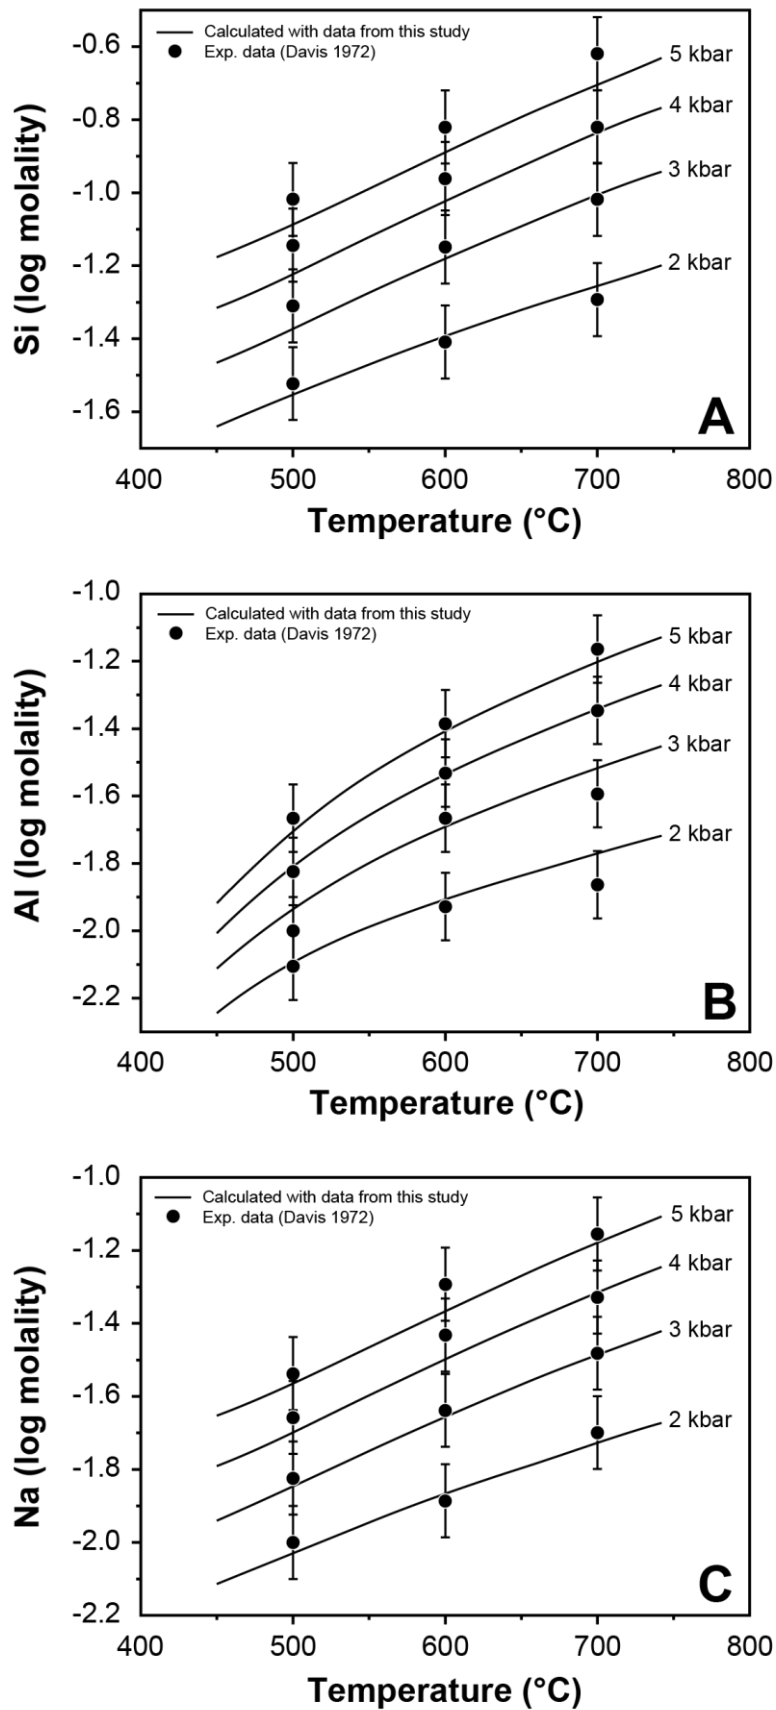 Calculated with data from this study
Exp. data (Davis 1972)
5 kbar
4 kbar
3 kbar
2 kbar
-0.6
-0.8
-1.0
-1.2
-1.4
-1.6
Si (log molality)
A
400 500 600 700 800
Temperature (°C)
Calculated with data from this study
Exp. data (Davis 1972)
5 kbar
4 kbar
3 kbar
2 kbar
-1.0
-1.2
-1.4
-1.6
-1.8
-2.0
-2.2
Al (log molality)
B
400 500 600 700 800
Temperature (°C)
Calculated with data from this study
Exp. data (Davis 1972)
5 kbar
4 kbar
3 kbar
2 kbar
-1.0
-1.2
-1.4
-1.6
-1.8
-2.0
-2.2
Na (log molality)
C
400 500 600 700 800
Temperature (°C)